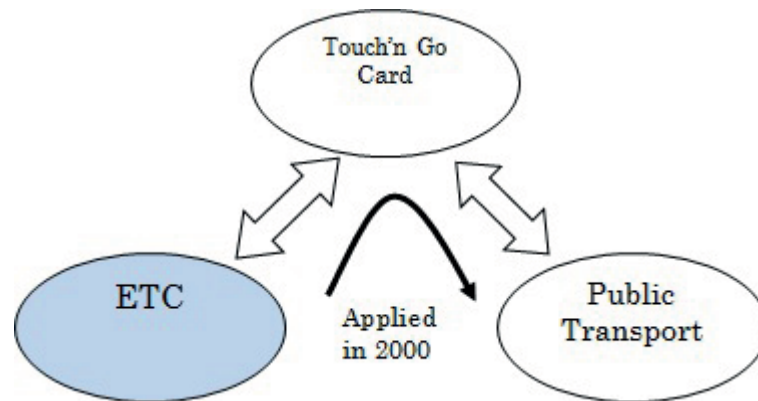 Touch'n Go
Card
ETC
Public
Transport
Applied
in 2000